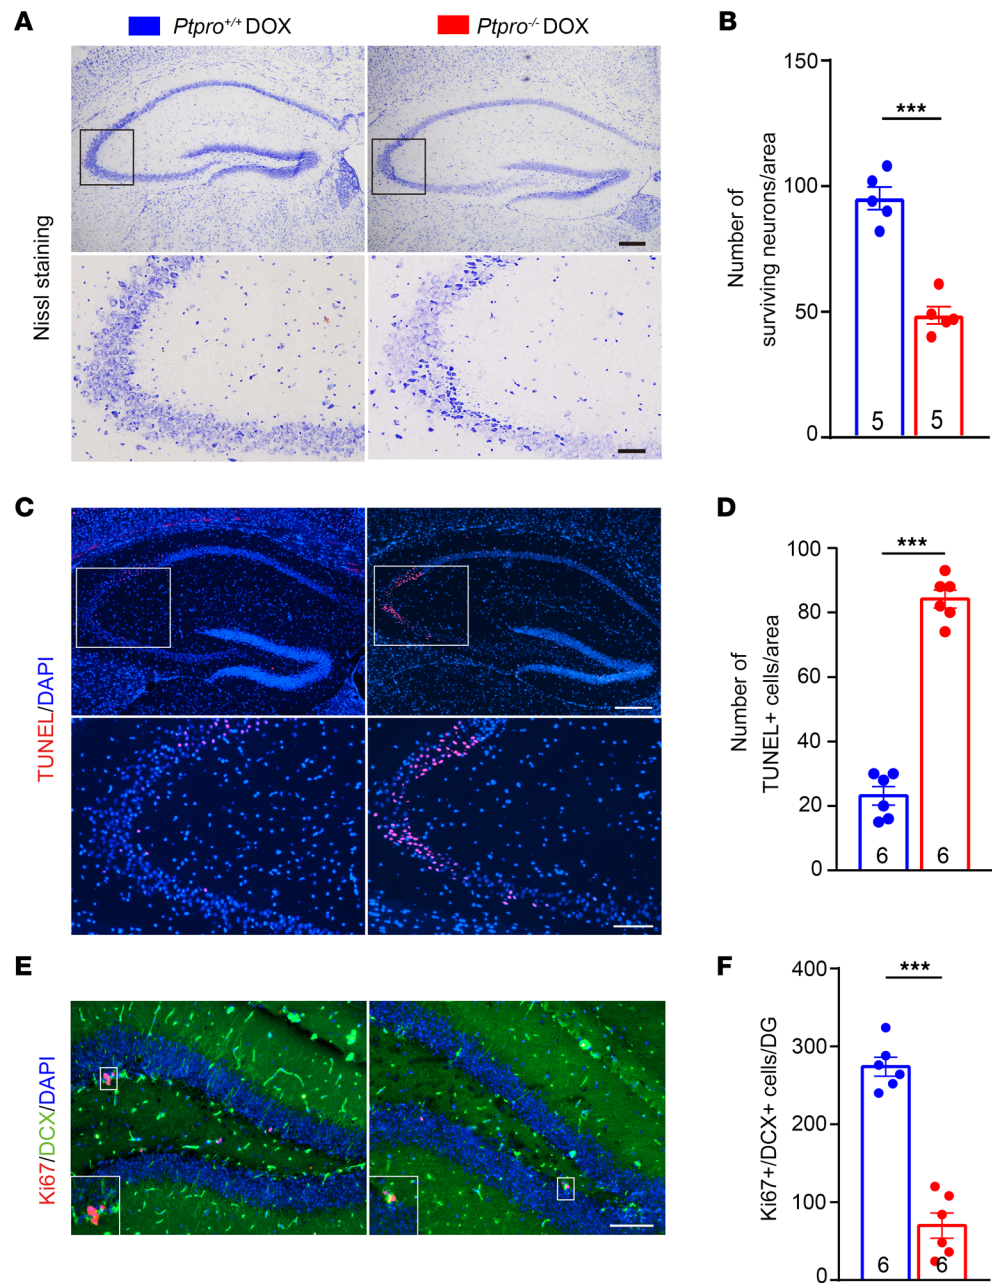 A
Ptpro+/+ DOX
Ptpro-/- DOX
Nissl staining
B
Number of
surviving neurons/area
150
100
50
0
***
5
5
C
TUNEL/DAPI
D
Number of
TUNEL+ cells/area
100
80
60
40
20
0
***
6
6
E
Ki67/DCX/DAPI
F
Ki67+/DCX+ cells/DG
400
300
200
100
0
***
6
6